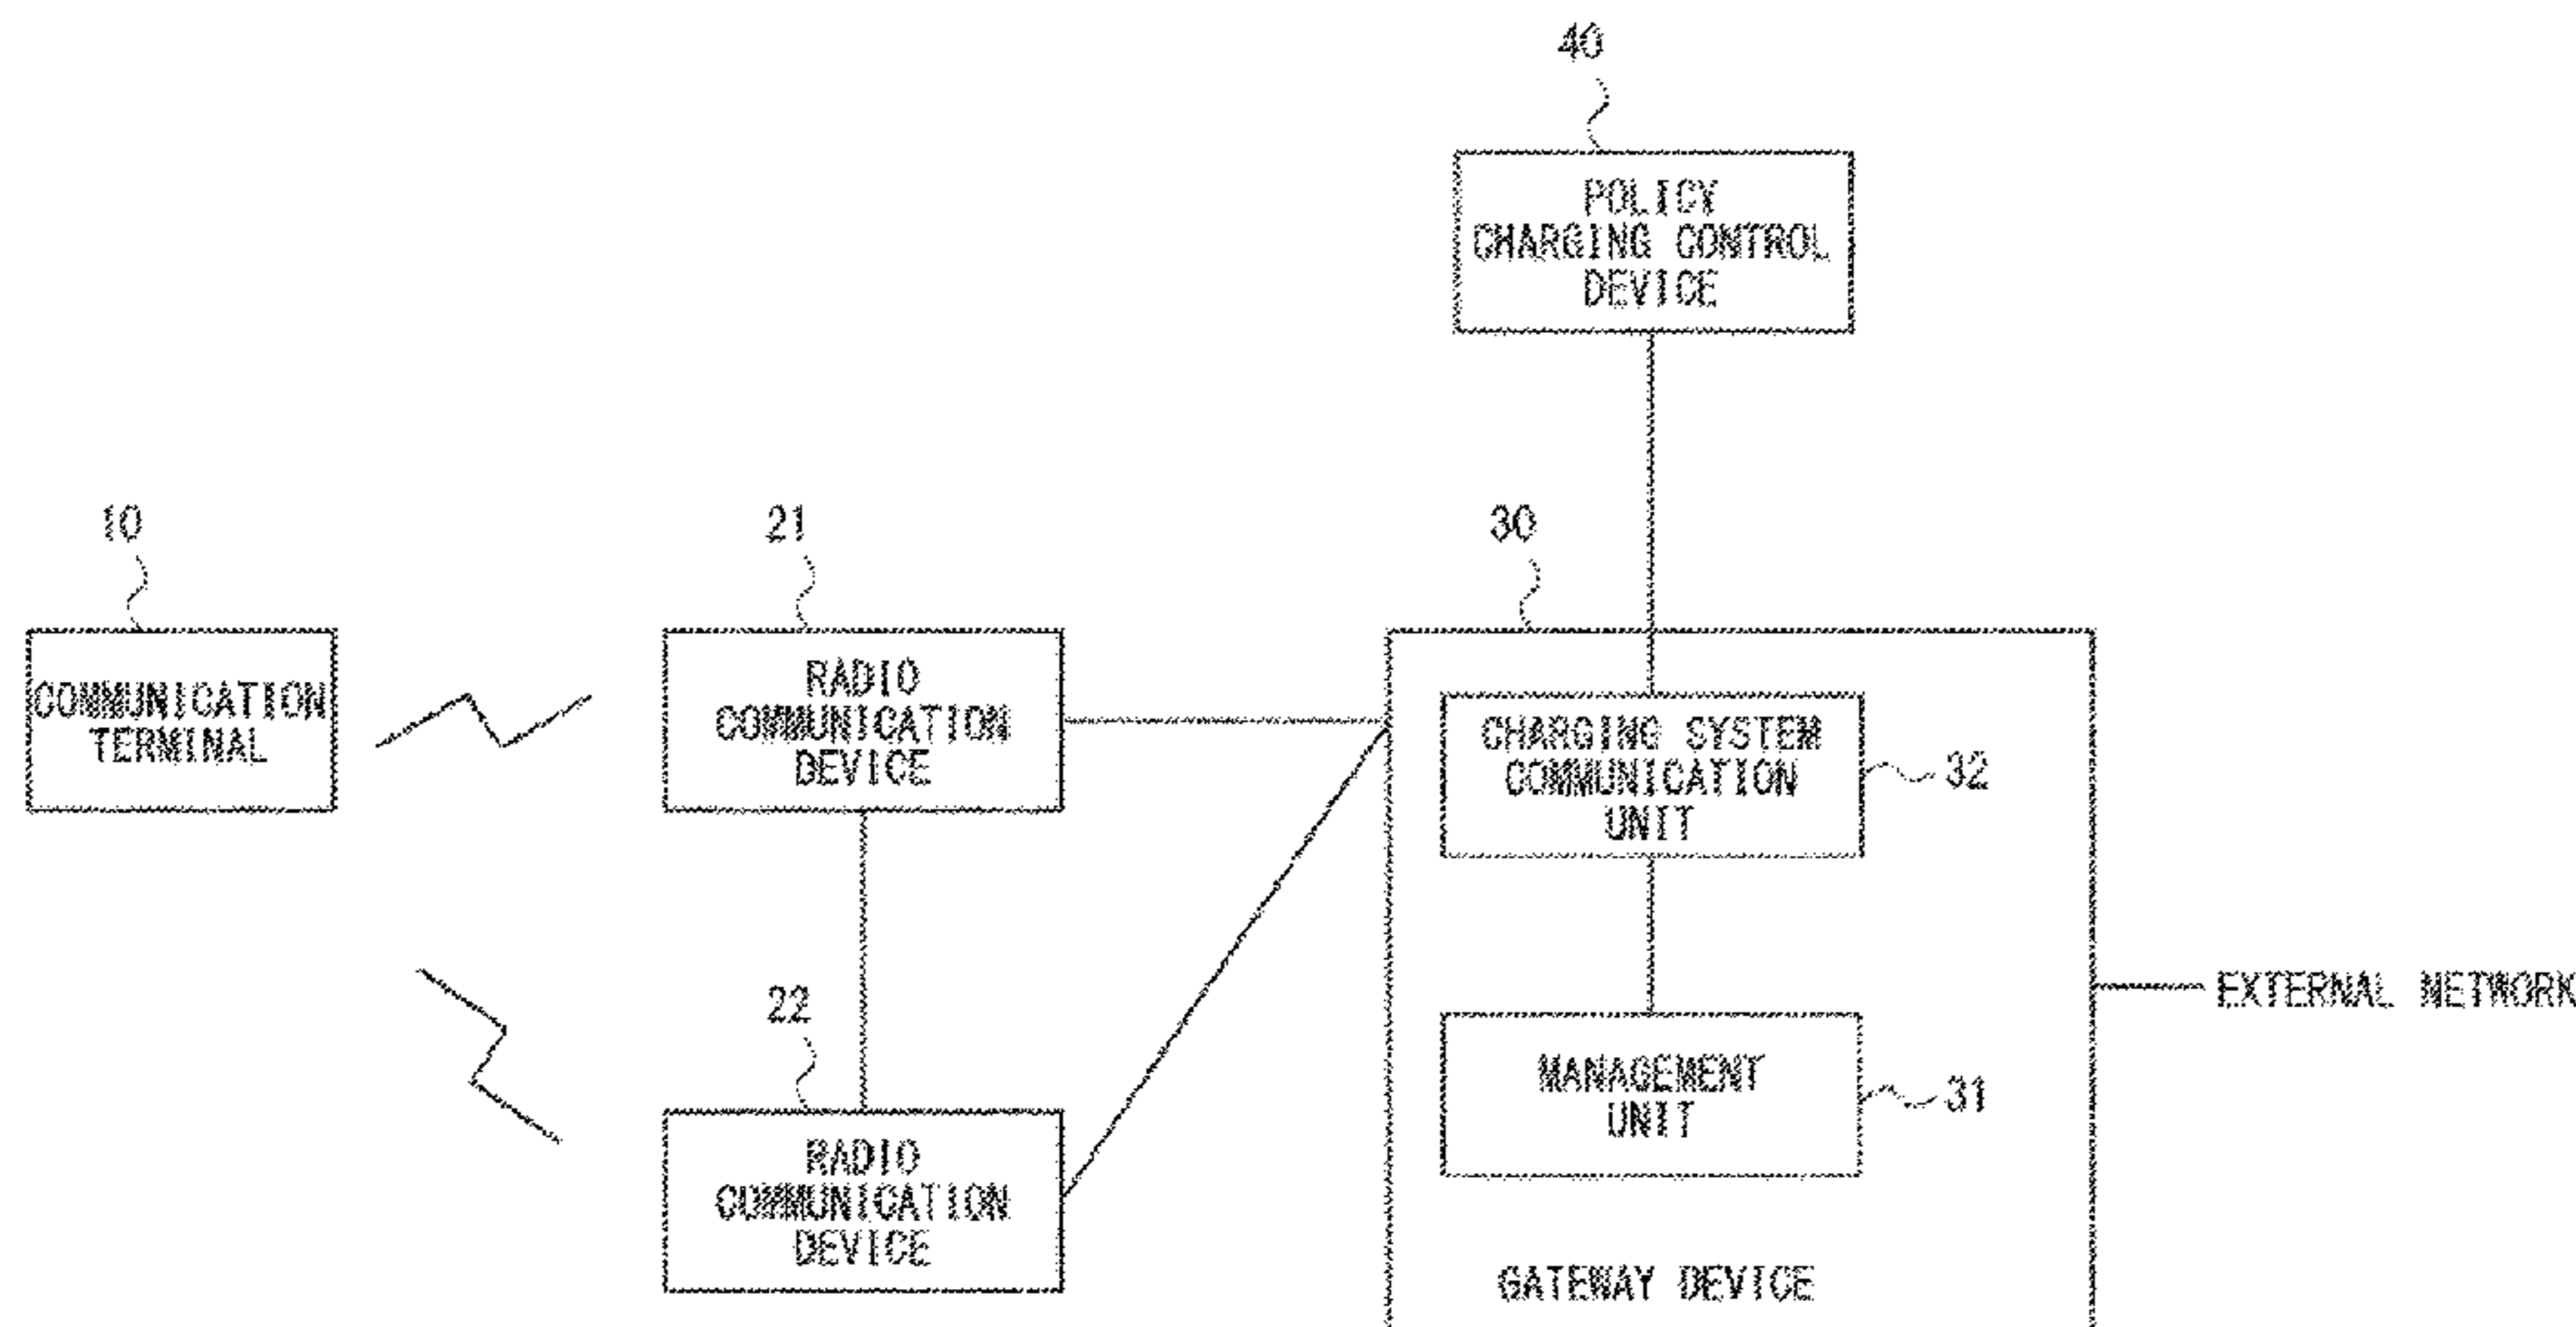 40
POLICY
CHARGING CONTROL
DEVICE
10
21
30
COMMUNICATION
TERMINAL
RADIO
COMMUNICATION
DEVICE
CHARGING SYSTEM
COMMUNICATION
UNIT
32
22
EXTERNAL NETWORK
MANAGEMENT
UNIT
31
RADIO
COMMUNICATION
DEVICE
GATEWAY DEVICE